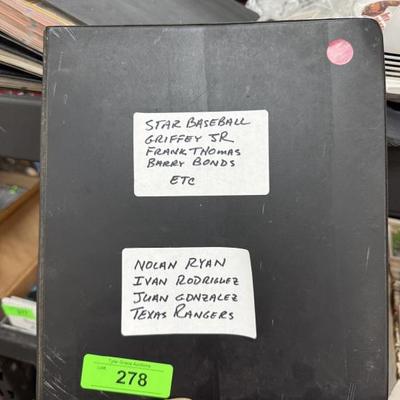 STAR BASEBALL
GRIFFEY JR
FRANK THOMAS
BARRY BONDS
ETC
NOLAN RYAN
IVAN RODRIGUEZ
JUAN GONZALEZ
TEXAS RANGERS
278